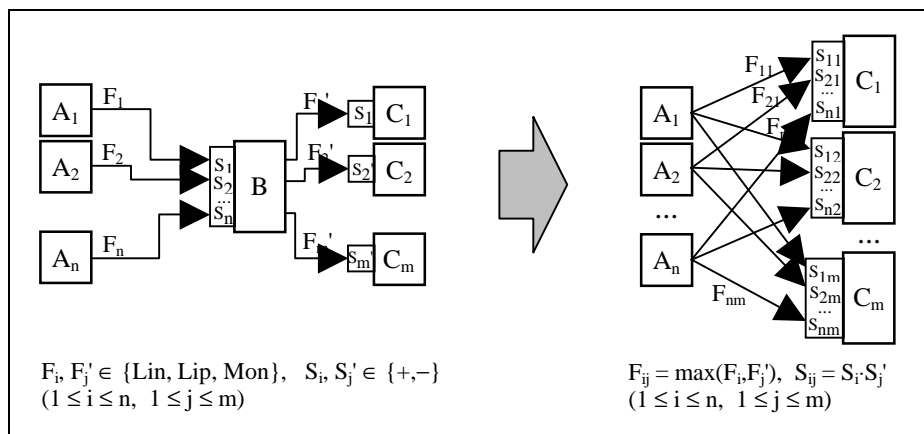 A₁
F₁
A₂
F₂
Aₙ
Fₙ
S₁
S₂
...
Sₙ
B
F₁'
S₁
C₁
F₂'
S₂'
C₂
Fₘ'
Sₘ'
Cₘ
Fᵢ, Fⱼ' ∈ {Lin, Lip, Mon}, Sᵢ, Sⱼ' ∈ {+,−}
(1 ≤ i ≤ n, 1 ≤ j ≤ m)
A₁
A₂
...
Aₙ
F₁₁
F₂₁
Fₙₘ
S₁₁
S₂₁
...
Sₙ₁
C₁
S₁₂
S₂₂
...
Sₙ₂
C₂
...
S₁ₘ
S₂ₘ
...
Sₙₘ
Cₘ
Fᵢⱼ = max(Fᵢ,Fⱼ'), Sᵢⱼ = Sᵢ·Sⱼ'
(1 ≤ i ≤ n, 1 ≤ j ≤ m)